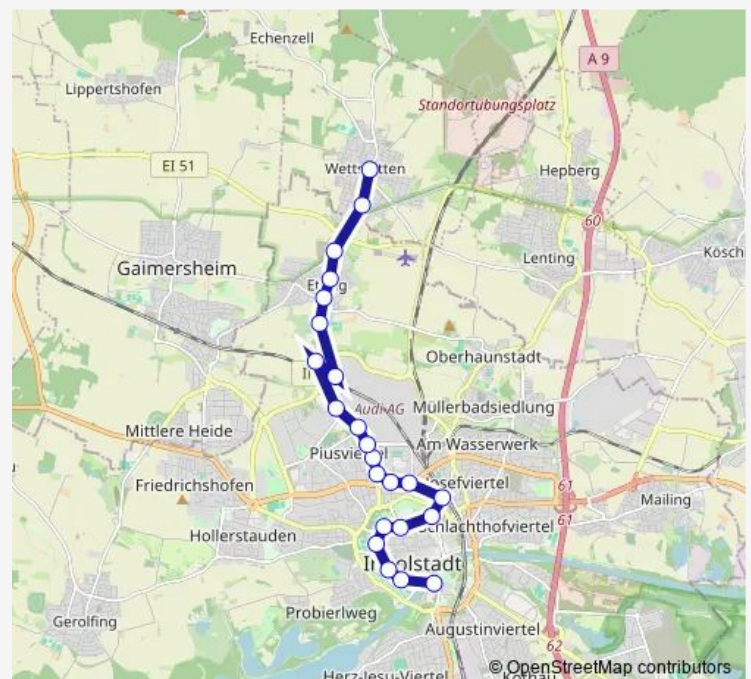 Echenzell
A 9
Lippertshofen
Standortübungsplatz
EI 51
Hepberg
60
Lenting
Kösch
Gaimersheim
Oberhaunstadt
Audi AG
Müllerbadsiedlung
Mittlere Heide
Am Wasserwerk
Friedrichshofen
61
Mailing
61
Hollerstauden
Schlachthofviertel
Probierlweg
Gerolfing
Augustinviertel
62
Herz-Jesu-Viertel
© OpenStreetMap contributors